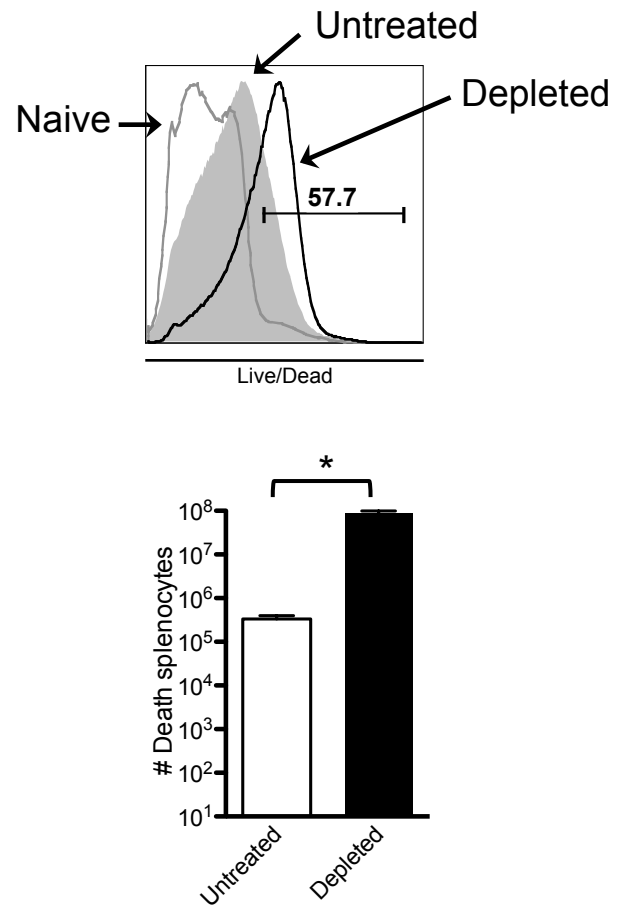 Untreated
Depleted
Naive
57.7
Live/Dead
*
# Death splenocytes
10⁸
10⁷
10⁶
10⁵
10⁴
10³
10²
10¹
Untreated
Depleted